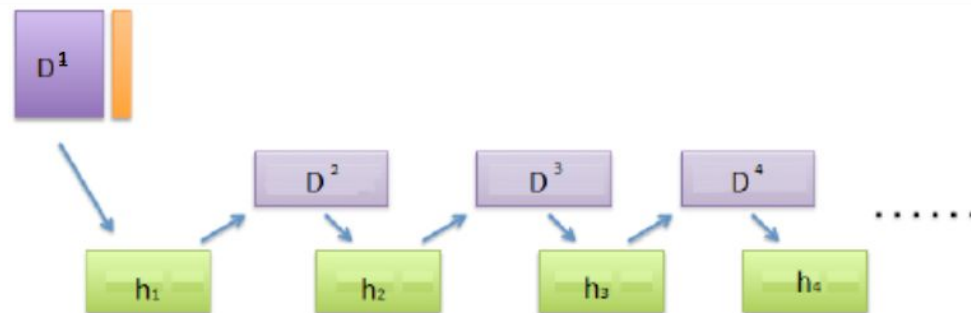 D¹
D² D³ D⁴
......
h₁ h₂ h₃ h₄